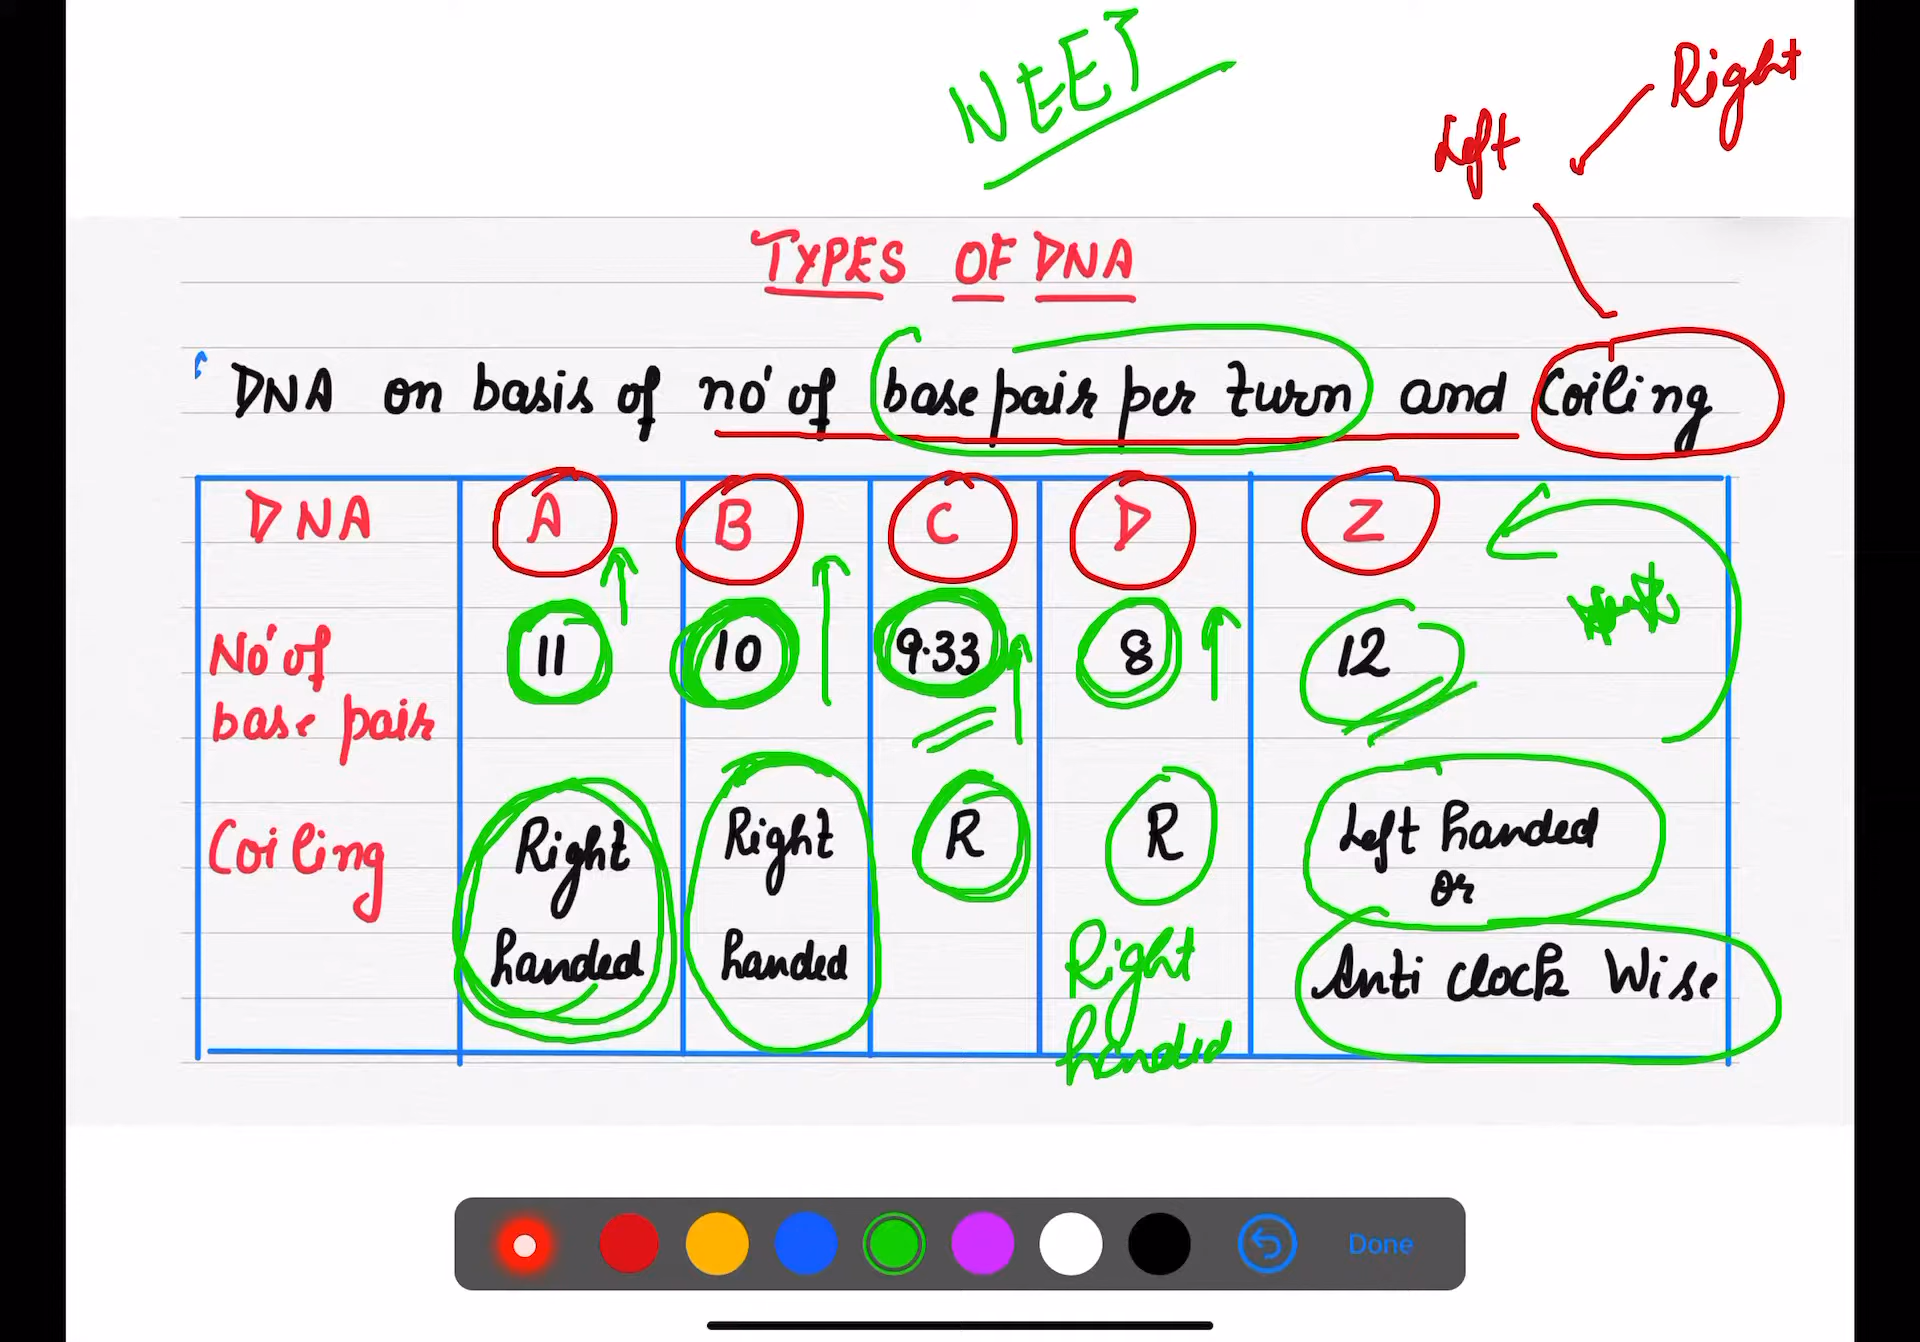 NEET
Right
Left
TYPES OF DNA
DNA on basis of no' of base pair per turn and Coiling
DNA A B C D Z
No' of base pair 11 10 9.33 8 12
Coiling Right handed Right handed R R Left handed or Anti clock Wise
Right handed
Done